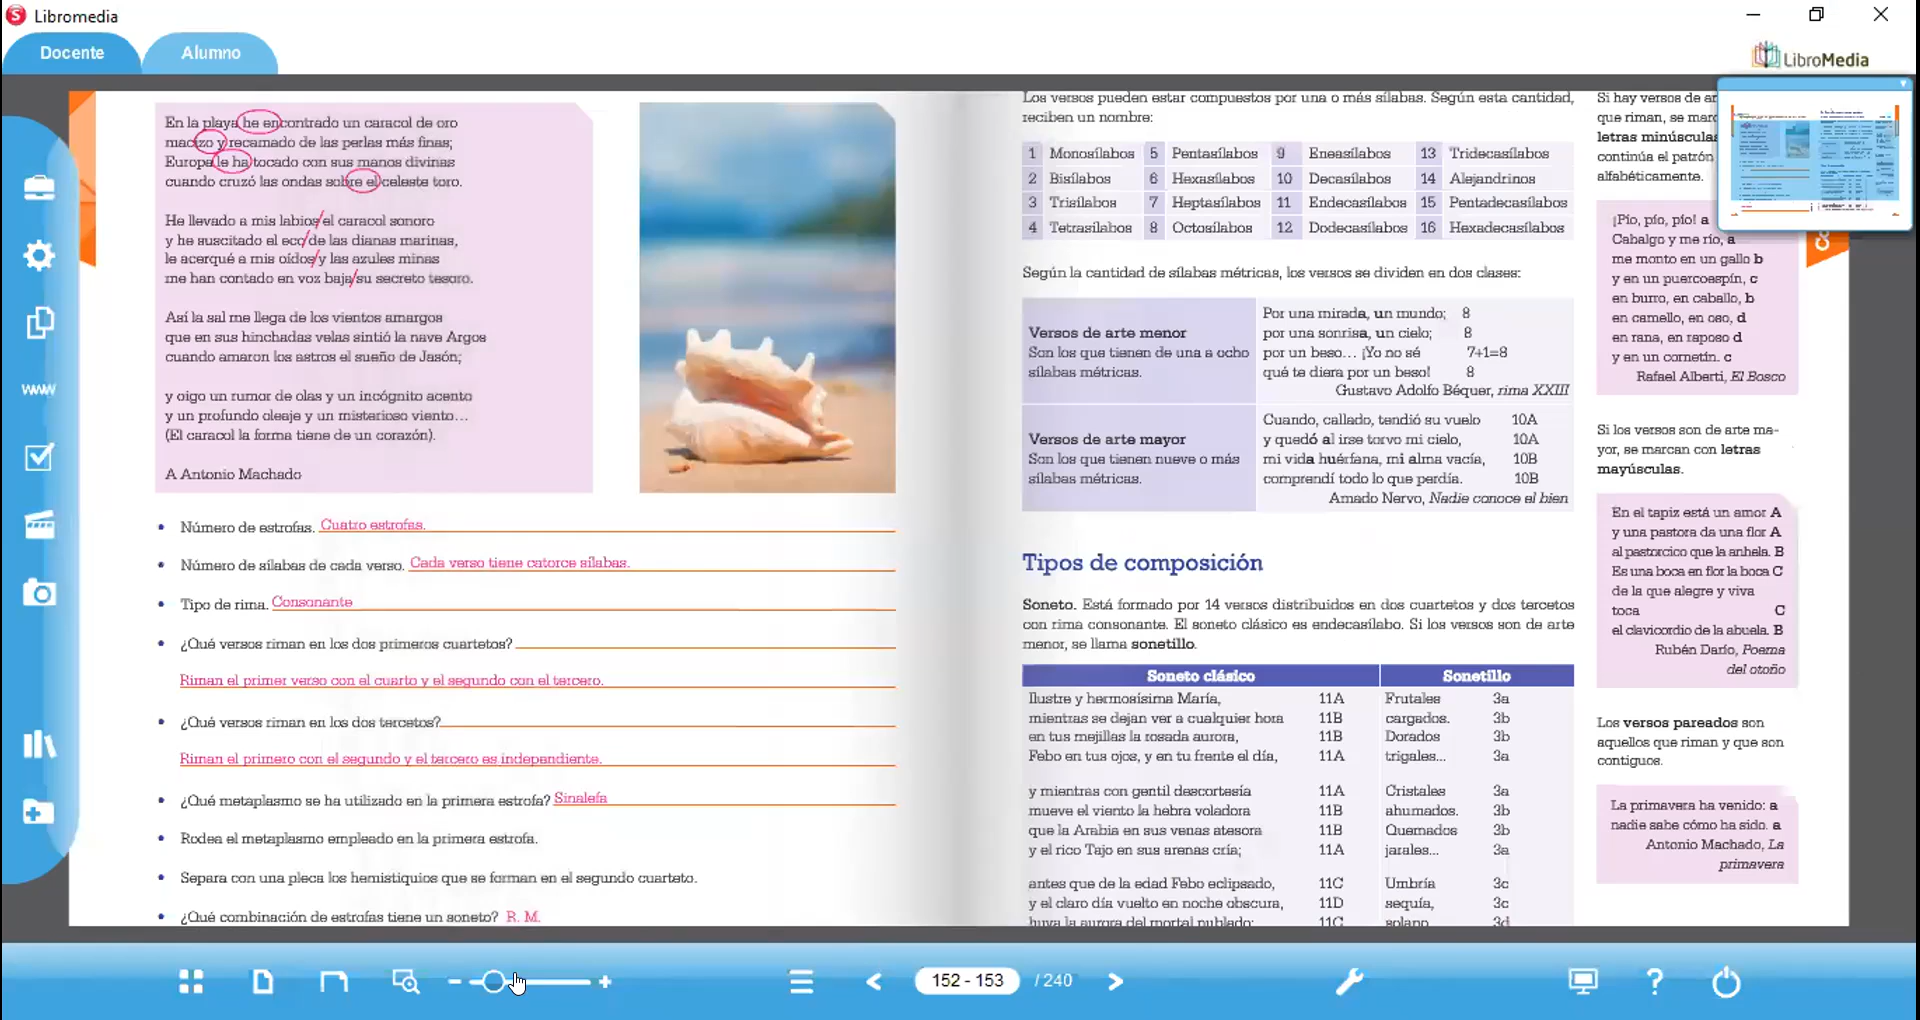 Libromedia
Docente
Alumno
LibroMedia
En la playa he encontrado un caracol de oro
macizo y recamado de las perlas más finas;
Europa le ha tocado con sus manos divinas
cuando cruzó las ondas sobre el celeste toro.
He llevado a mis labios/el caracol sonoro
y he suscitado el eco/de las dianas marinas,
le acerqué a mis oídos/y las azules minas
me han contado en voz baja/su secreto tesoro.
Así la sal me llega de los vientos amargos
que en sus hinchadas velas sintió la nave Argos
cuando amaron los astros el sueño de Jasón;
y oigo un rumor de olas y un incógnito acento
y un profundo oleaje y un misterioso viento...
(El caracol la forma tiene de un corazón).
A Antonio Machado
• Número de estrofas. Cuatro estrofas.
• Número de sílabas de cada verso. Cada verso tiene catorce sílabas.
• Tipo de rima. Consonante
• ¿Qué versos riman en los dos primeros cuartetos?
Riman el primer verso con el cuarto y el segundo con el tercero.
• ¿Qué versos riman en los dos tercetos?
Riman el primero con el segundo y el tercero es independiente.
• ¿Qué metaplasmo se ha utilizado en la primera estrofa? Sinalefa
• Rodea el metaplasmo empleado en la primera estrofa.
• Separa con una pleca los hemistiquios que se forman en el segundo cuarteto.
• ¿Qué combinación de estrofas tiene un soneto? R. M.
Los versos pueden estar compuestos por una o más sílabas. Según esta cantidad,
reciben un nombre:
1 Monosílabos 5 Pentasílabos 9 Eneasílabos 13 Tridecasílabos
2 Bisílabos 6 Hexasílabos 10 Decasílabos 14 Alejandrinos
3 Trisílabos 7 Heptasílabos 11 Endecasílabos 15 Pentadecasílabos
4 Tetrasílabos 8 Octosílabos 12 Dodecasílabos 16 Hexadecasílabos
Según la cantidad de sílabas métricas, los versos se dividen en dos clases:
Versos de arte menor
Son los que tienen de una a ocho
sílabas métricas.
Por una mirada, un mundo; 8
por una sonrisa, un cielo; 8
por un beso... ¡Yo no sé 7+1=8
qué te diera por un beso! 8
Gustavo Adolfo Béquer, rima XXIII
Versos de arte mayor
Son los que tienen nueve o más
sílabas métricas.
Cuando, callado, tendió su vuelo 10A
y quedó al irse torvo mi cielo, 10A
mi vida huérfana, mi alma vacía, 10B
comprendí todo lo que perdía. 10B
Amado Nervo, Nadie conoce el bien
Tipos de composición
Soneto. Está formado por 14 versos distribuidos en dos cuartetos y dos tercetos
con rima consonante. El soneto clásico es endecasílabo. Si los versos son de arte
menor, se llama sonetillo.
Soneto clásico Sonetillo
Ilustre y hermosísima María, 11A Frutales 3a
mientras se dejan ver a cualquier hora 11B cargados. 3b
en tus mejillas la rosada aurora, 11B Dorados 3b
Febo en tus ojos, y en tu frente el día, 11A trigales... 3a
y mientras con gentil descortesía 11A Cristales 3a
mueve el viento la hebra voladora 11B ahumados. 3b
que la Arabia en sus venas atesora 11B Quemados 3b
y el rico Tajo en sus arenas cría; 11A jarales... 3a
antes que de la edad Febo eclipsado, 11C Umbría 3c
y el claro día vuelto en noche obscura, 11D sequía, 3c
huya la aurora del mortal nublado; 11C solano 3d
Si hay versos de ar
que riman, se marc
letras minúsculas
continúa el patrón
alfabéticamente.
¡Pío, pío, pío! a
Cabalgo y me río, a
me monto en un gallo b
y en un puercoespín, c
en burro, en caballo, b
en camello, en oso, d
en rana, en raposo d
y en un cornetín. c
Rafael Alberti, El Bosco
Si los versos son de arte ma-
yor, se marcan con letras
mayúsculas.
En el tapiz está un amor A
y una pastora da una flor A
al pastorcico que la anhela. B
Es una boca en flor la boca C
de la que alegre y viva
toca C
el clavicordio de la abuela. B
Rubén Darío, Poema
del otoño
Los versos pareados son
aquellos que riman y que son
contiguos.
La primavera ha venido: a
nadie sabe cómo ha sido. a
Antonio Machado, La
primavera
www
152 - 153 / 240
?